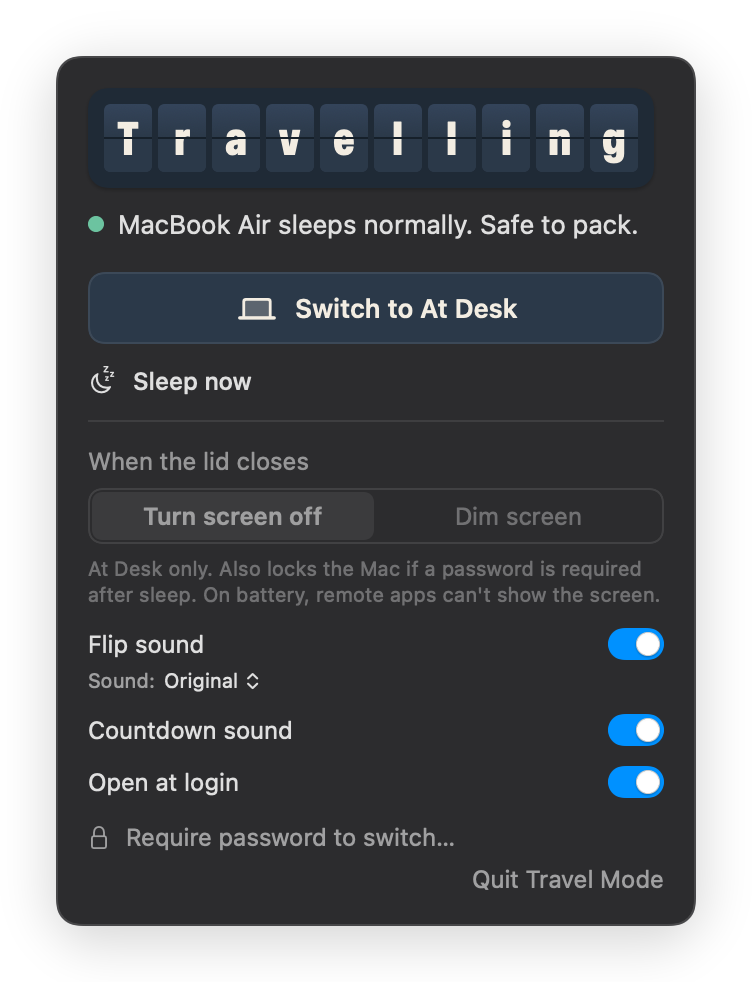 Travelling
MacBook Air sleeps normally. Safe to pack.
Switch to At Desk
Sleep now
When the lid closes
Turn screen off
Dim screen
At Desk only. Also locks the Mac if a password is required
after sleep. On battery, remote apps can't show the screen.
Flip sound
Sound: Original
Countdown sound
Open at login
Require password to switch...
Quit Travel Mode